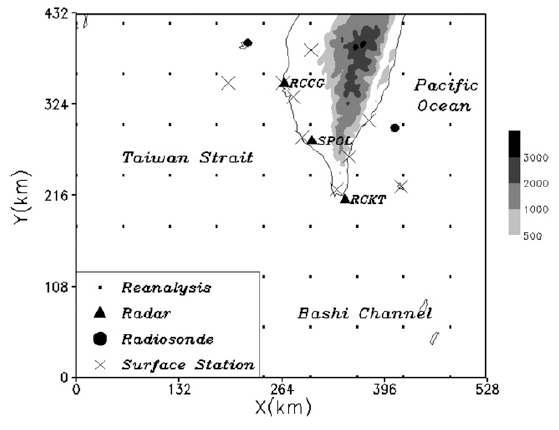 432
324
216
108
0
Y(km)
RCCG
SPOL
RCKT
Pacific
Ocean
Taiwan Strait
Bashi Channel
Reanalysis
Radar
Radiosonde
Surface Station
0 132 264 396 528
X(km)
3000
2000
1000
500